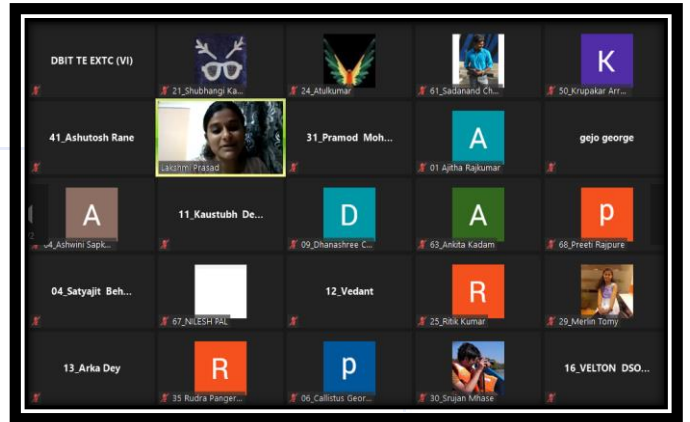 DBIT TE EXTC (VI)
21_Shubhangi Ka...
24_Atulkumar
61_Sadanand Ch...
K
50_Krupakar Arr...
41_Ashutosh Rane
Lakshmi Prasad
31_Pramod Moh...
A
01 Ajitha Rajkumar
gejo george
A
04_Ashwini Sapk...
11_Kaustubh De...
D
09_Dhanashree C...
A
63_Ankita Kadam
p
68_Preeti Rajpure
04_Satyajit Beh...
67_NILESH PAL
12_Vedant
R
25_Ritik Kumar
29_Merlin Tomy
13_Arka Dey
R
35 Rudra Panger...
p
06_Callistus Geor...
30_Srujan Mhase
16_VELTON DSO...